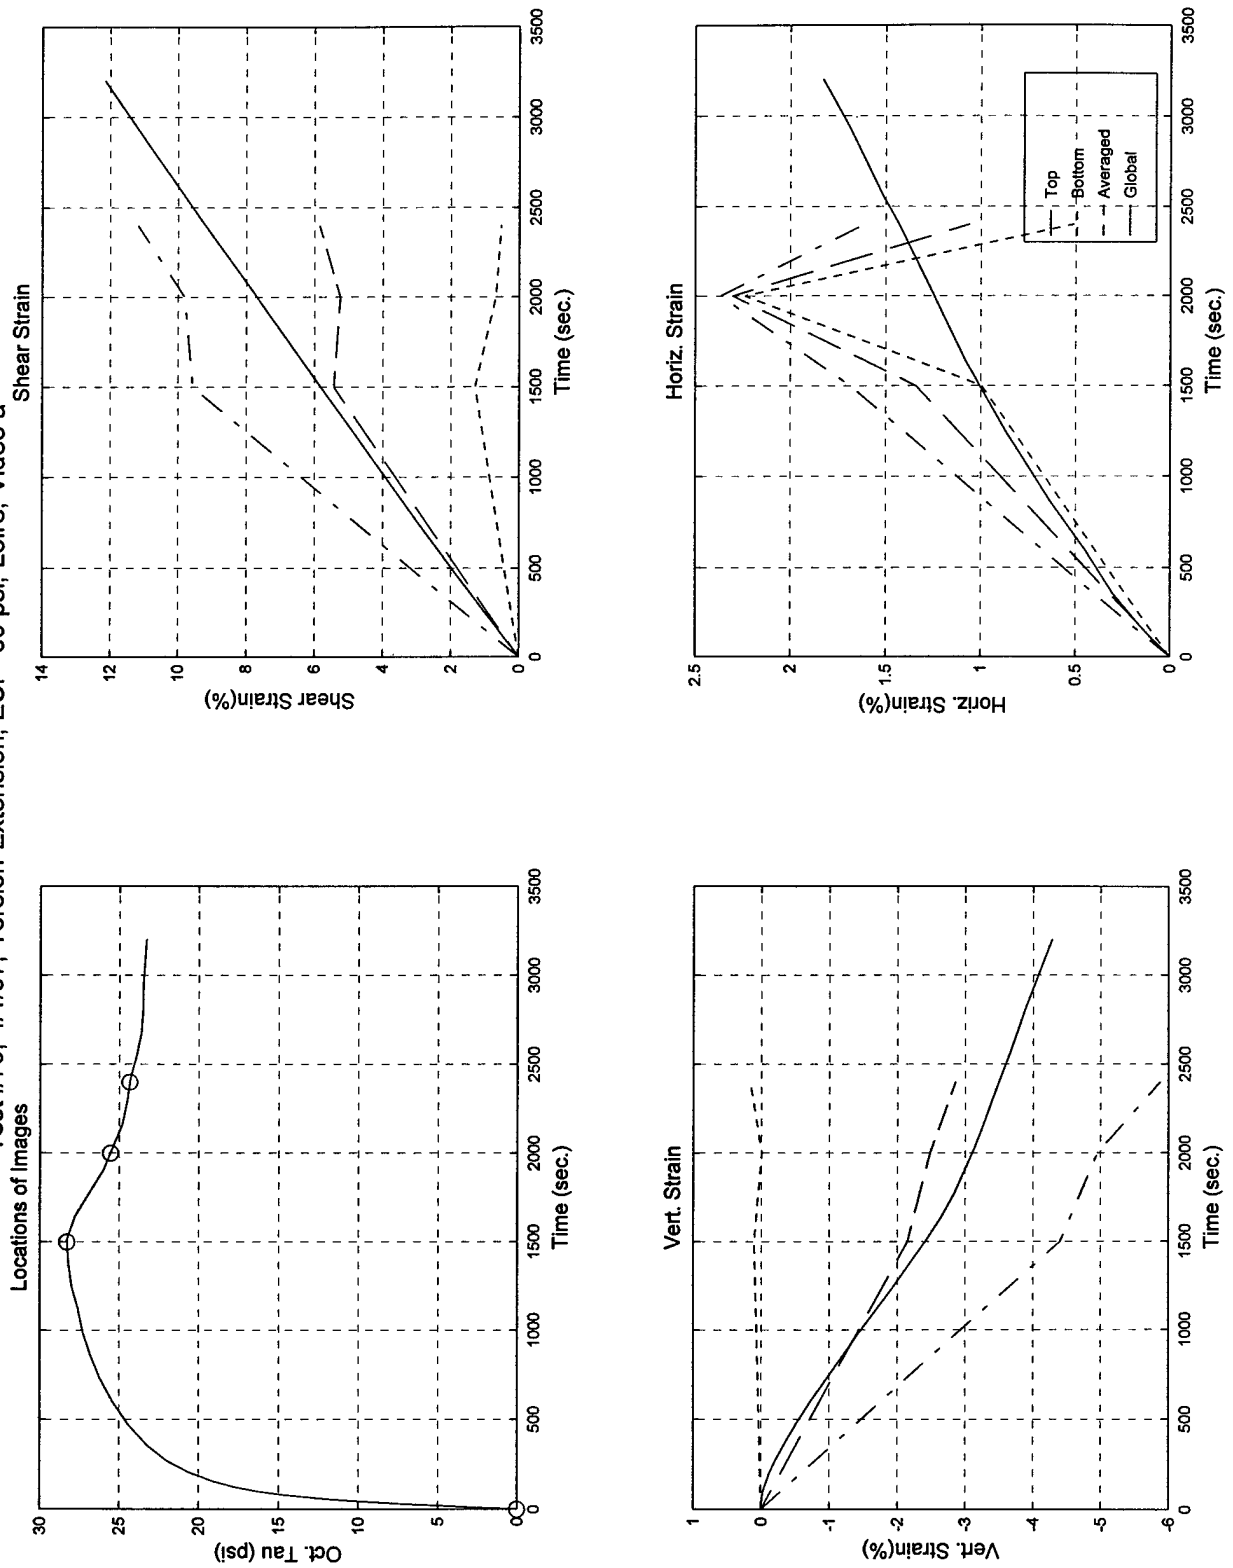 Torsion Extension, psi, Video a
Locations of Images
Oct. Tau (psi)
30
25
20
15
10
5
0
0 500 1000 1500 2000 2500 3000 3500
Time (sec.)
Shear Strain
Shear Strain(%)
14
12
10
8
6
4
2
0
0 500 1000 1500 2000 2500 3000 3500
Time (sec.)
Vert. Strain
Vert. Strain(%)
1
0
-1
-2
-3
-4
-5
-6
0 500 1000 1500 2000 2500 3000 3500
Time (sec.)
Horiz. Strain
Horiz. Strain(%)
2.5
2
1.5
1
0.5
0
0 500 1000 1500 2000 2500 3000 3500
Time (sec.)
Top
Bottom
Averaged
Global